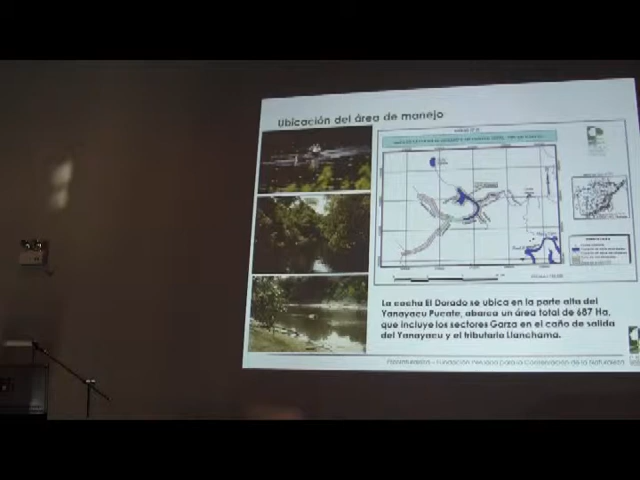 Ubicación del área de manejo
La cocha El Dorado se ubica en la parte alta del
Yanayacu Pucate, abarca un área total de 687 Ha,
que incluye los sectores Garza en el caño de salida
del Yanayacu y el tributario Llanchama.
ProNaturaleza - Fundación Peruana para la Conservación de la Naturaleza